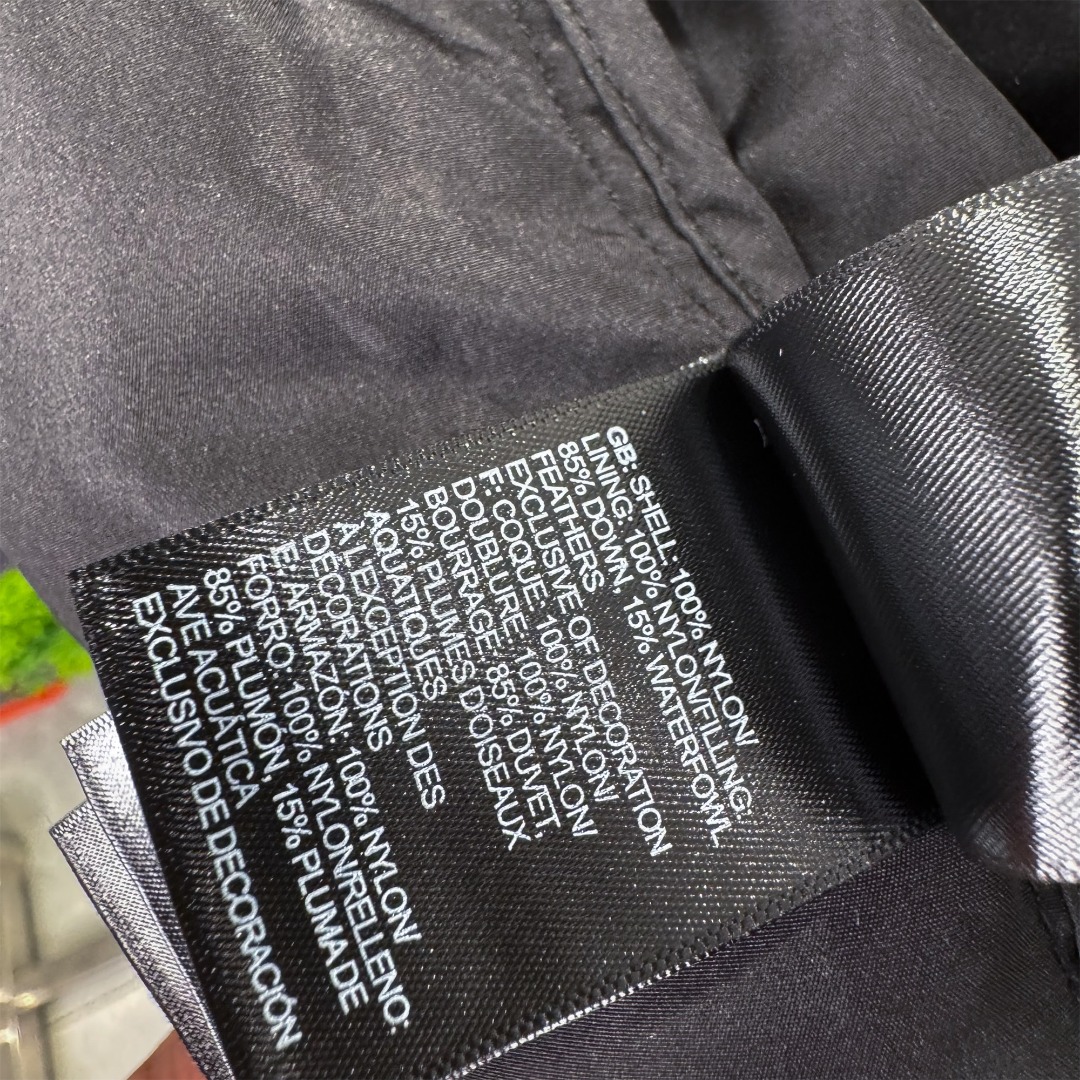 GB: SHELL: 100% NYLON/
LINING: 100% NYLON/FILLING:
85% DOWN, 15% WATERFOWL
FEATHERS
EXCLUSIVE OF DECORATION
F: COQUE: 100% NYLON/
DOUBLURE 100% NYLON/
BOURRAGE 85% DUVET,
15% PLUMES D'OISEAUX
AQUATIQUES
À L'EXCEPTION DES
DECORATIONS
E: ARMAZÓN: 100% NYLON/
FORRO: 100% NYLON/RELLENO:
85% PLUMÓN, 15% PLUMA DE
AVE ACUÁTICA
EXCLUSIVO DE DECORACIÓN